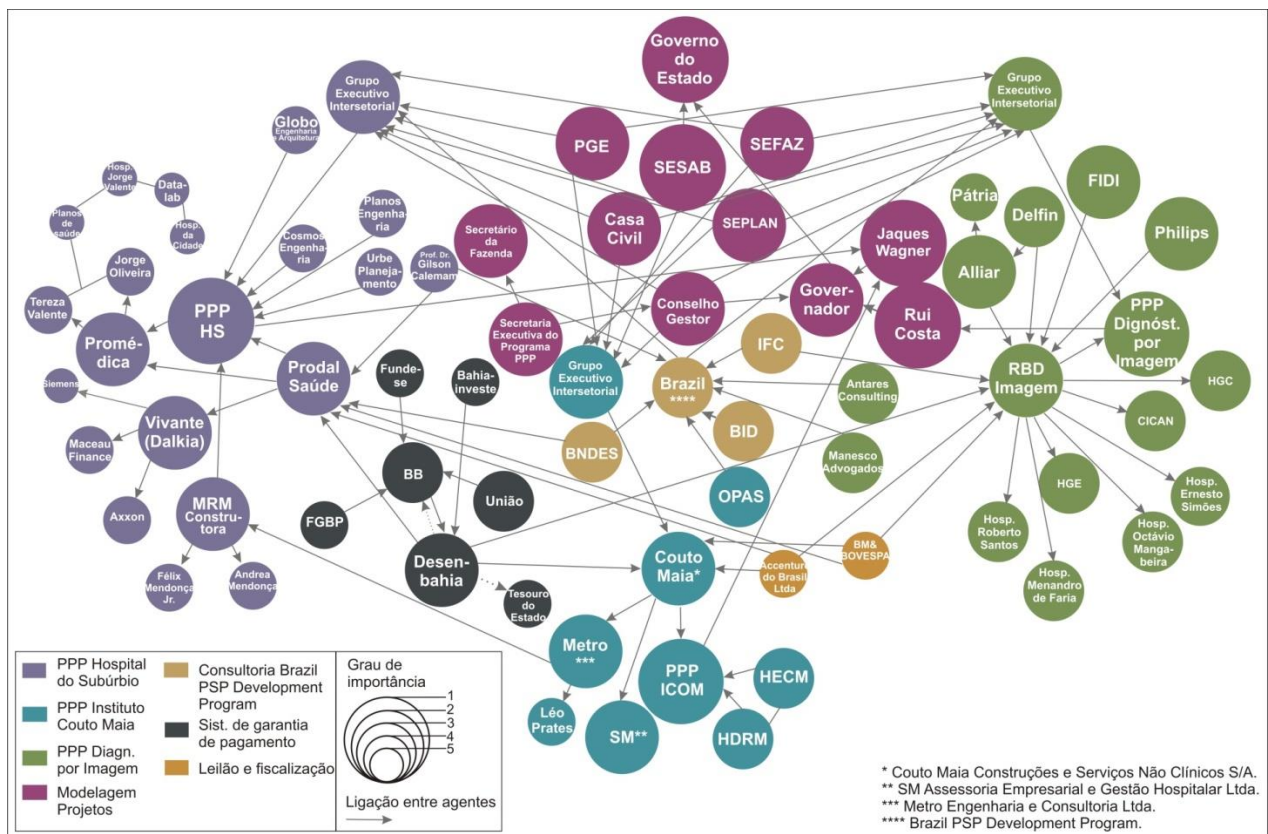 Governo
do
Estado
Grupo
Executivo
Intersetorial
Grupo
Executivo
Intersetorial
Globo
Engenharia
e Arquitetura
PGE
SESAB
SEFAZ
Hosp.
Jorge
Valente
Data-
lab
Planos
de
saúde
Hosp. da
Cidade
Planos
Engenha-
ria
Cosmos
Engenha-
ria
Urbe
Planeja-
mento
Prof. Dr.
Gilson
Calemam
Secretário
da
Fazenda
Casa
Civil
SEPLAN
Jaques
Wagner
Pátria
Delfin
FIDI
Philips
Alliar
Jorge
Oliveira
Tereza
Valente
PPP
HS
Promé-
dica
Prodal
Saúde
Secretaria
Executiva do
Programa
PPP
Conselho
Gestor
Gover-
nador
Rui
Costa
PPP
Dignóst.
por
Imagem
Siemens
Vivante
(Dalkia)
Maceau
Finance
Axxon
MRM
Construtora
Félix
Mendonça
Jr.
Andrea
Mendonça
Funde-
se
Bahia-
investe
BB
União
FGBP
Desen-
bahia
Tesouro
do
Estado
Grupo
Executivo
Intersetorial
Brazil
****
IFC
BNDES
BID
OPAS
Antares
Consulting
Manesco
Advogados
RBD
Imagem
HGC
CICAN
HGE
Hosp.
Ernesto
Simões
Hosp.
Roberto
Santos
Hosp.
Octávio
Manga-
beira
Hosp.
Menandro
de Faria
Couto
Maia*
Accenture
do Brasil
Ltda
BM&
BOVESPA
Metro
***
Léo
Prates
SM**
PPP
ICOM
HECM
HDRM
PPP Hospital
do Subúrbio
PPP Instituto
Couto Maia
PPP Diagn.
por Imagem
Modelagem
Projetos
Consultoria Brazil
PSP Development
Program
Sist. de garantia
de pagamento
Leilão e fiscalização
Grau de
importância
1
2
3
4
5
Ligação entre agentes
* Couto Maia Construções e Serviços Não Clínicos S/A.
** SM Assessoria Empresarial e Gestão Hospitalar Ltda.
*** Metro Engenharia e Consultoria Ltda.
**** Brazil PSP Development Program.